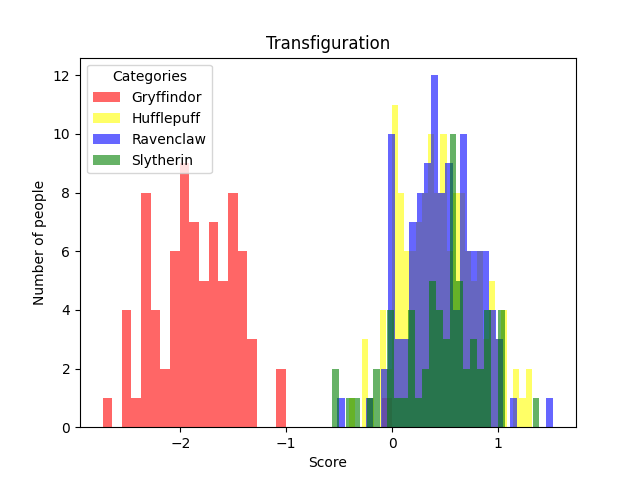 Transfiguration
Categories
Gryffindor
Hufflepuff
Ravenclaw
Slytherin
Number of people
12
10
8
6
4
2
0
−2
−1
0
1
Score